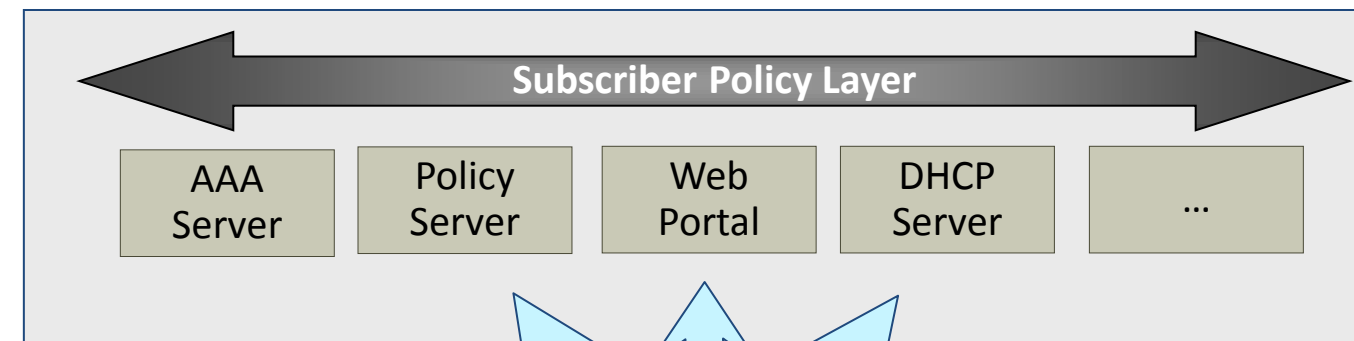 Subscriber Policy Layer
AAA
Server
Policy
Server
Web
Portal
DHCP
Server
...